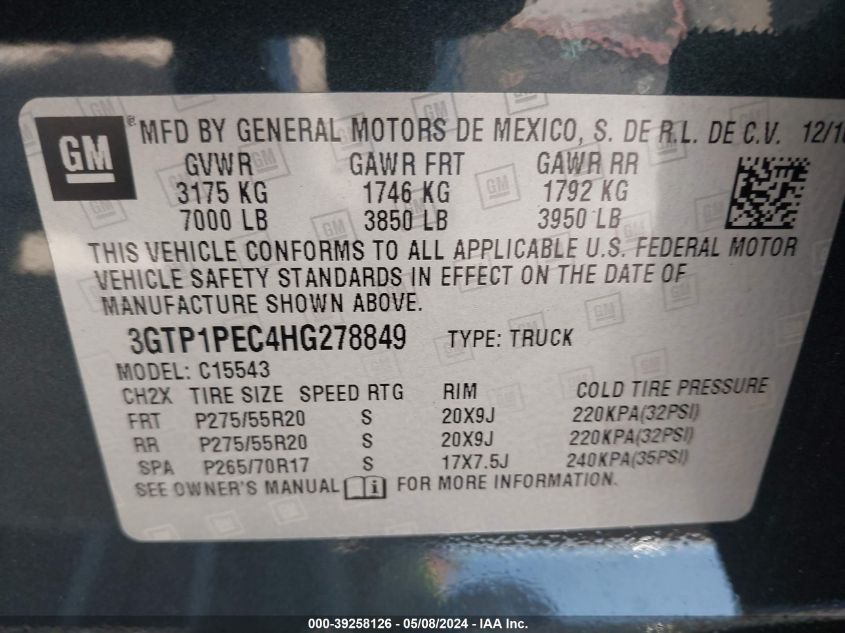 GM
® MFD BY GENERAL MOTORS DE MEXICO, S. DE R.L. DE C.V. 12/16
GVWR GAWR FRT GAWR RR
3175 KG 1746 KG 1792 KG
7000 LB 3850 LB 3950 LB
THIS VEHICLE CONFORMS TO ALL APPLICABLE U.S. FEDERAL MOTOR
VEHICLE SAFETY STANDARDS IN EFFECT ON THE DATE OF
MANUFACTURE SHOWN ABOVE.
3GTP1PEC4HG278849 TYPE: TRUCK
MODEL: C15543
CH2X TIRE SIZE SPEED RTG RIM COLD TIRE PRESSURE
FRT P275/55R20 S 20X9J 220KPA(32PSI)
RR P275/55R20 S 20X9J 220KPA(32PSI)
SPA P265/70R17 S 17X7.5J 240KPA(35PSI)
SEE OWNER'S MANUAL i FOR MORE INFORMATION.
000-39258126 - 05/08/2024 - IAA Inc.